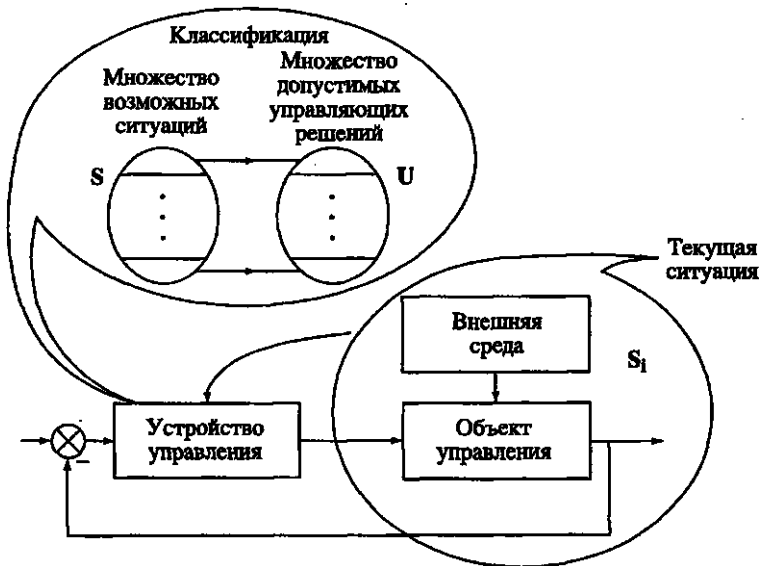 Классификация
Множество
возможных
ситуаций
Множество
допустимых
управляющих
решений
S
U
Текущая
ситуация
Внешняя
среда
Si
Устройство
управления
Объект
управления
–